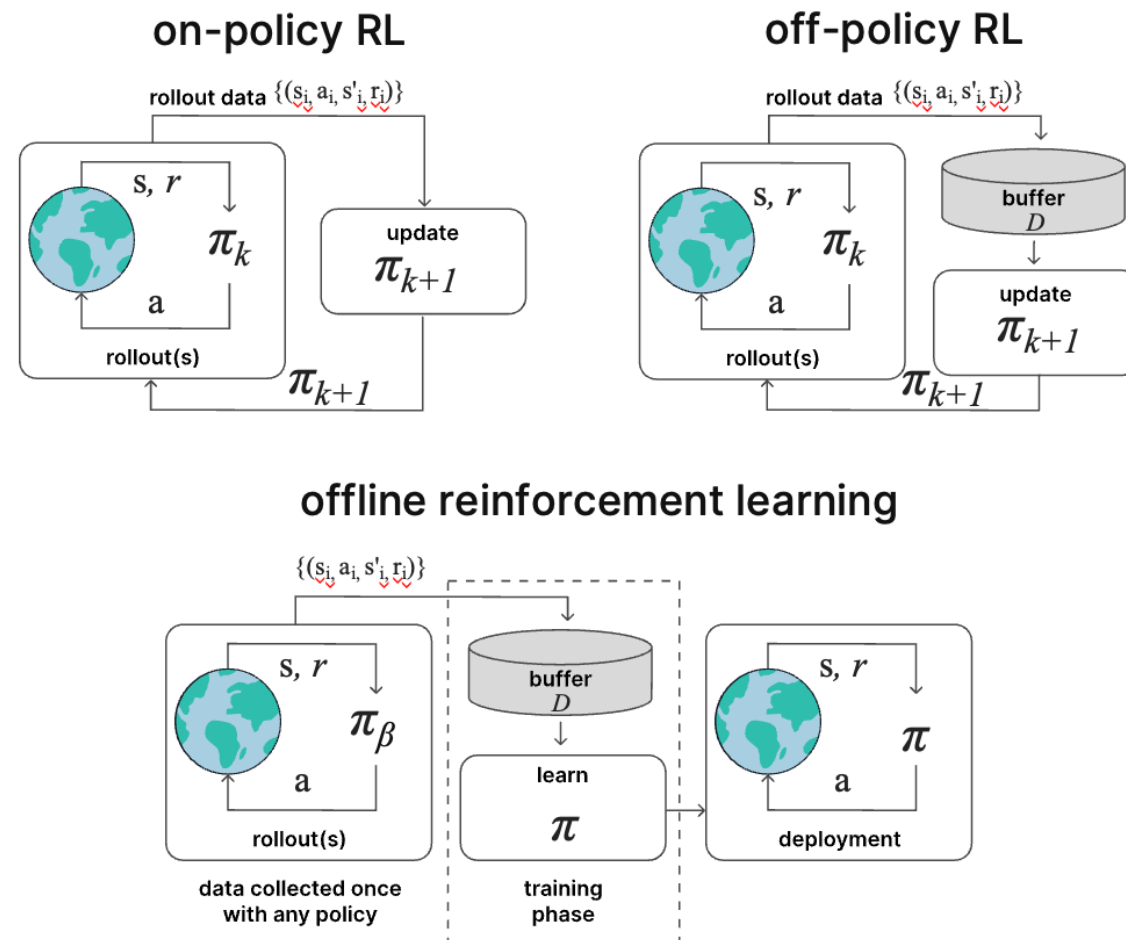 on-policy RL
rollout data {(sᵢ, aᵢ, s'ᵢ, rᵢ)}
s, r
πₖ
a
rollout(s)
update
πₖ₊₁
πₖ₊₁
off-policy RL
rollout data {(sᵢ, aᵢ, s'ᵢ, rᵢ)}
s, r
πₖ
a
rollout(s)
buffer
D
update
πₖ₊₁
πₖ₊₁
offline reinforcement learning
{(sᵢ, aᵢ, s'ᵢ, rᵢ)}
s, r
πᵦ
a
rollout(s)
data collected once
with any policy
buffer
D
learn
π
training
phase
s, r
π
a
deployment